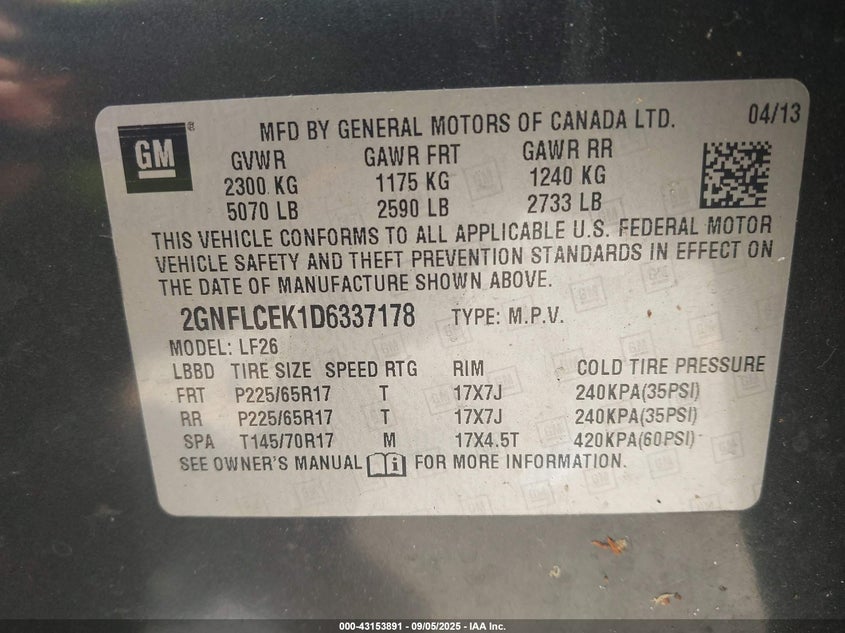 GM
MFD BY GENERAL MOTORS OF CANADA LTD.
04/13
GVWR GAWR FRT GAWR RR
2300 KG 1175 KG 1240 KG
5070 LB 2590 LB 2733 LB
THIS VEHICLE CONFORMS TO ALL APPLICABLE U.S. FEDERAL MOTOR
VEHICLE SAFETY AND THEFT PREVENTION STANDARDS IN EFFECT ON
THE DATE OF MANUFACTURE SHOWN ABOVE.
2GNFLCEK1D6337178 TYPE: M.P.V.
MODEL: LF26
LBBD TIRE SIZE SPEED RTG RIM COLD TIRE PRESSURE
FRT P225/65R17 T 17X7J 240KPA(35PSI)
RR P225/65R17 T 17X7J 240KPA(35PSI)
SPA T145/70R17 M 17X4.5T 420KPA(60PSI)
SEE OWNER'S MANUAL FOR MORE INFORMATION.
000-43153891 - 09/05/2025 - IAA Inc.